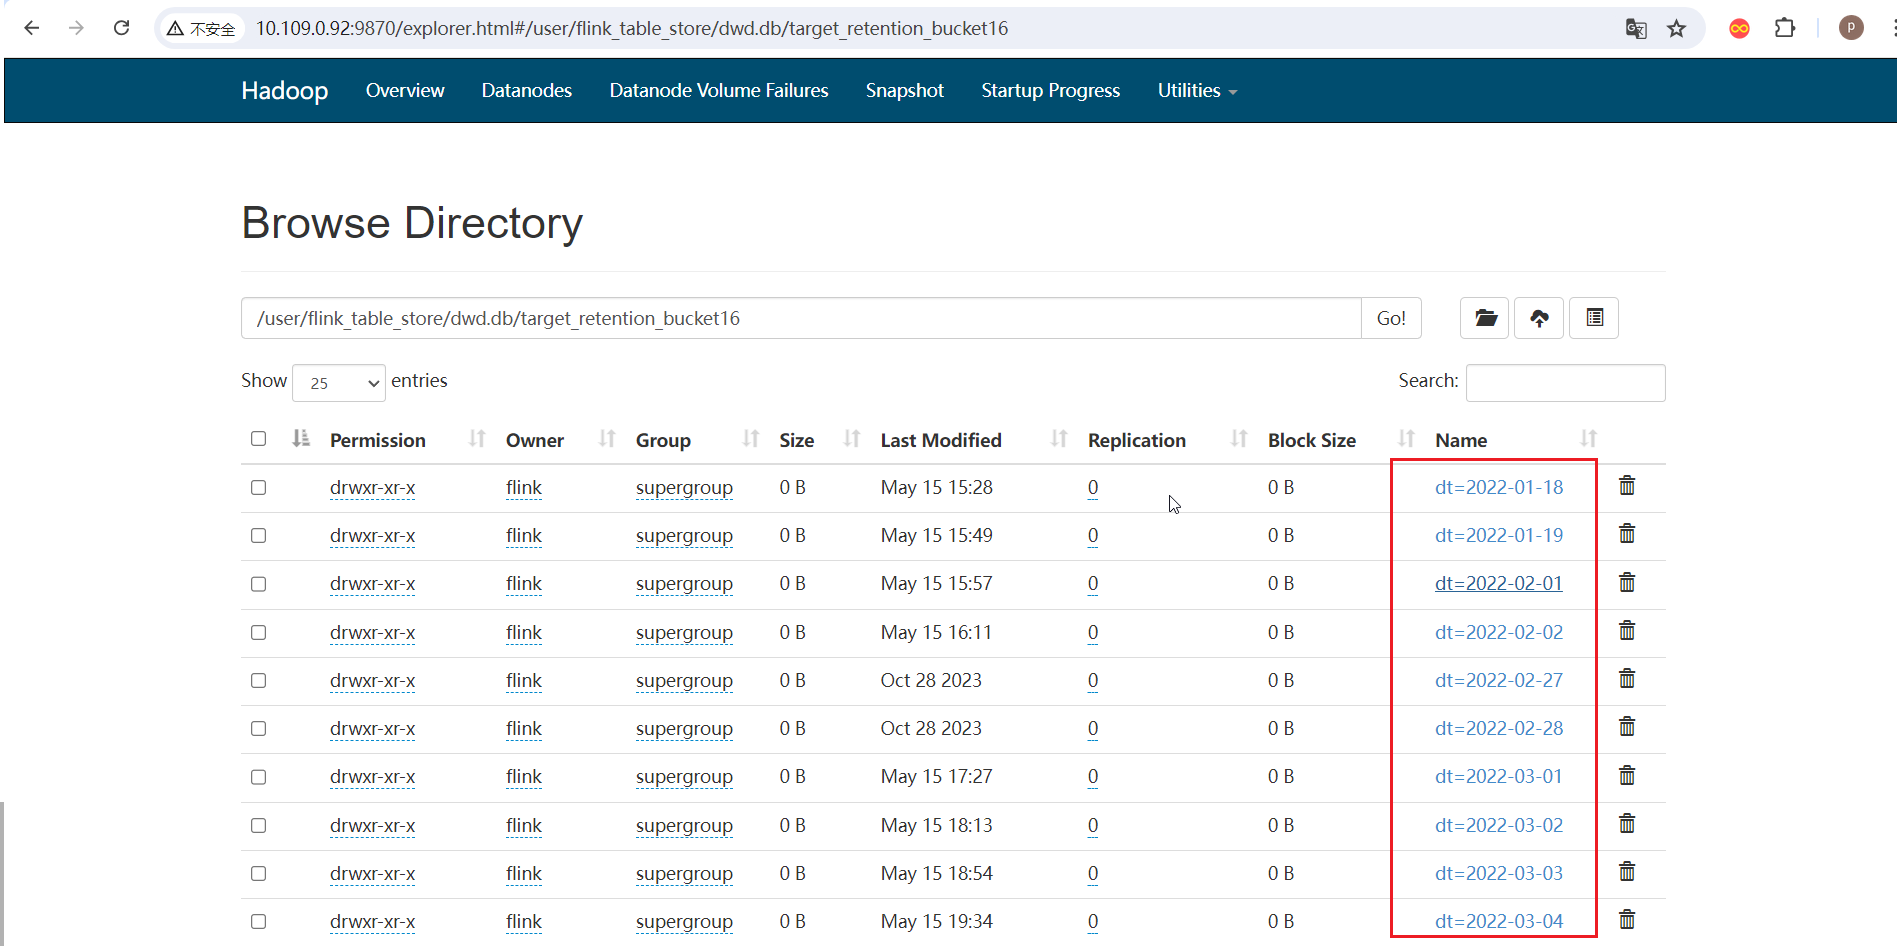 不安全 10.109.0.92:9870/explorer.html#/user/flink_table_store/dwd.db/target_retention_bucket16 P
Hadoop Overview Datanodes Datanode Volume Failures Snapshot Startup Progress Utilities
Browse Directory
/user/flink_table_store/dwd.db/target_retention_bucket16 Go!
Show 25 entries Search:
Permission Owner Group Size Last Modified Replication Block Size Name
drwxr-xr-x flink supergroup 0 B May 15 15:28 0 0 B dt=2022-01-18
drwxr-xr-x flink supergroup 0 B May 15 15:49 0 0 B dt=2022-01-19
drwxr-xr-x flink supergroup 0 B May 15 15:57 0 0 B dt=2022-02-01
drwxr-xr-x flink supergroup 0 B May 15 16:11 0 0 B dt=2022-02-02
drwxr-xr-x flink supergroup 0 B Oct 28 2023 0 0 B dt=2022-02-27
drwxr-xr-x flink supergroup 0 B Oct 28 2023 0 0 B dt=2022-02-28
drwxr-xr-x flink supergroup 0 B May 15 17:27 0 0 B dt=2022-03-01
drwxr-xr-x flink supergroup 0 B May 15 18:13 0 0 B dt=2022-03-02
drwxr-xr-x flink supergroup 0 B May 15 18:54 0 0 B dt=2022-03-03
drwxr-xr-x flink supergroup 0 B May 15 19:34 0 0 B dt=2022-03-04